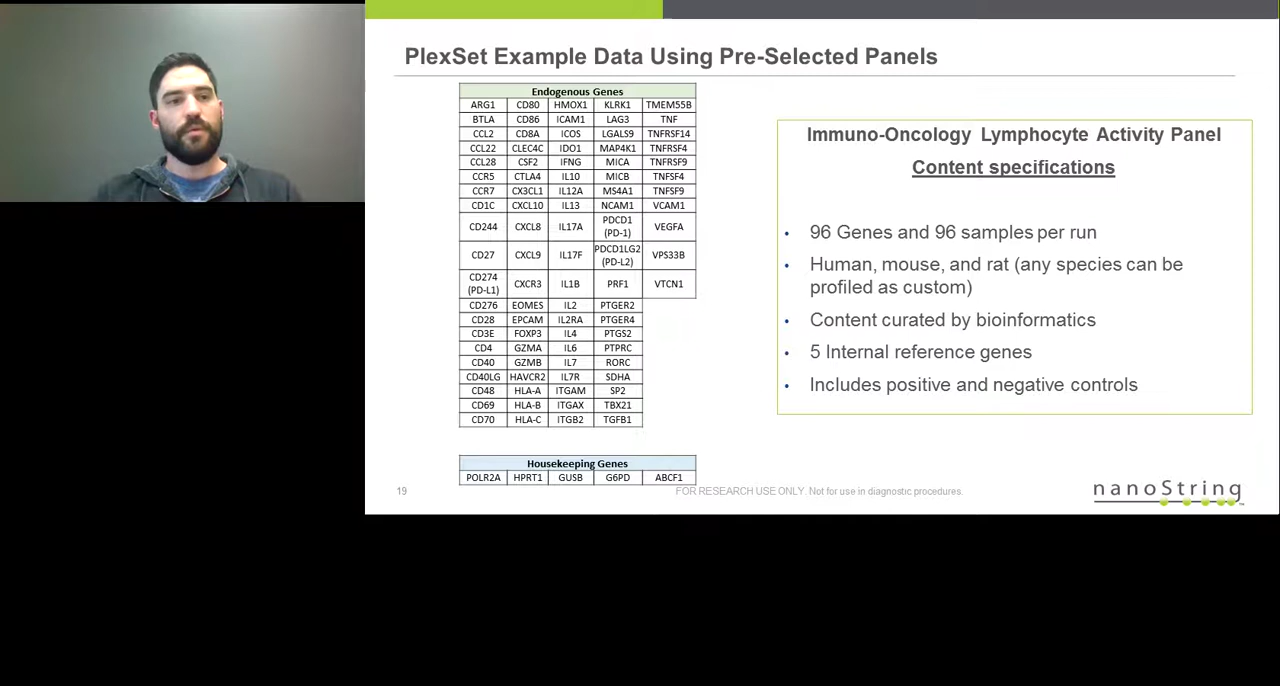 PlexSet Example Data Using Pre-Selected Panels
Endogenous Genes
ARG1 CD80 HMOX1 KLRK1 TMEM55B
BTLA CD86 ICAM1 LAG3 TNF
CCL2 CD8A ICOS LGALS9 TNFRSF14
CCL22 CLEC4C IDO1 MAP4K1 TNFRSF4
CCL28 CSF2 IFNG MICA TNFRSF9
CCR5 CTLA4 IL10 MICB TNFSF4
CCR7 CX3CL1 IL12A MS4A1 TNFSF9
CD1C CXCL10 IL13 NCAM1 VCAM1
CD244 CXCL8 IL17A PDCD1 (PD-1) VEGFA
CD27 CXCL9 IL17F PDCD1LG2 (PD-L2) VPS33B
CD274 (PD-L1) CXCR3 IL1B PRF1 VTCN1
CD276 EOMES IL2 PTGER2
CD28 EPCAM IL2RA PTGER4
CD3E FOXP3 IL4 PTGS2
CD4 GZMA IL6 PTPRC
CD40 GZMB IL7 RORC
CD40LG HAVCR2 IL7R SDHA
CD48 HLA-A ITGAM SP2
CD69 HLA-B ITGAX TBX21
CD70 HLA-C ITGB2 TGFB1
Housekeeping Genes
POLR2A HPRT1 GUSB G6PD ABCF1
Immuno-Oncology Lymphocyte Activity Panel
Content specifications
• 96 Genes and 96 samples per run
• Human, mouse, and rat (any species can be
profiled as custom)
• Content curated by bioinformatics
• 5 Internal reference genes
• Includes positive and negative controls
19
FOR RESEARCH USE ONLY. Not for use in diagnostic procedures.
nanoString